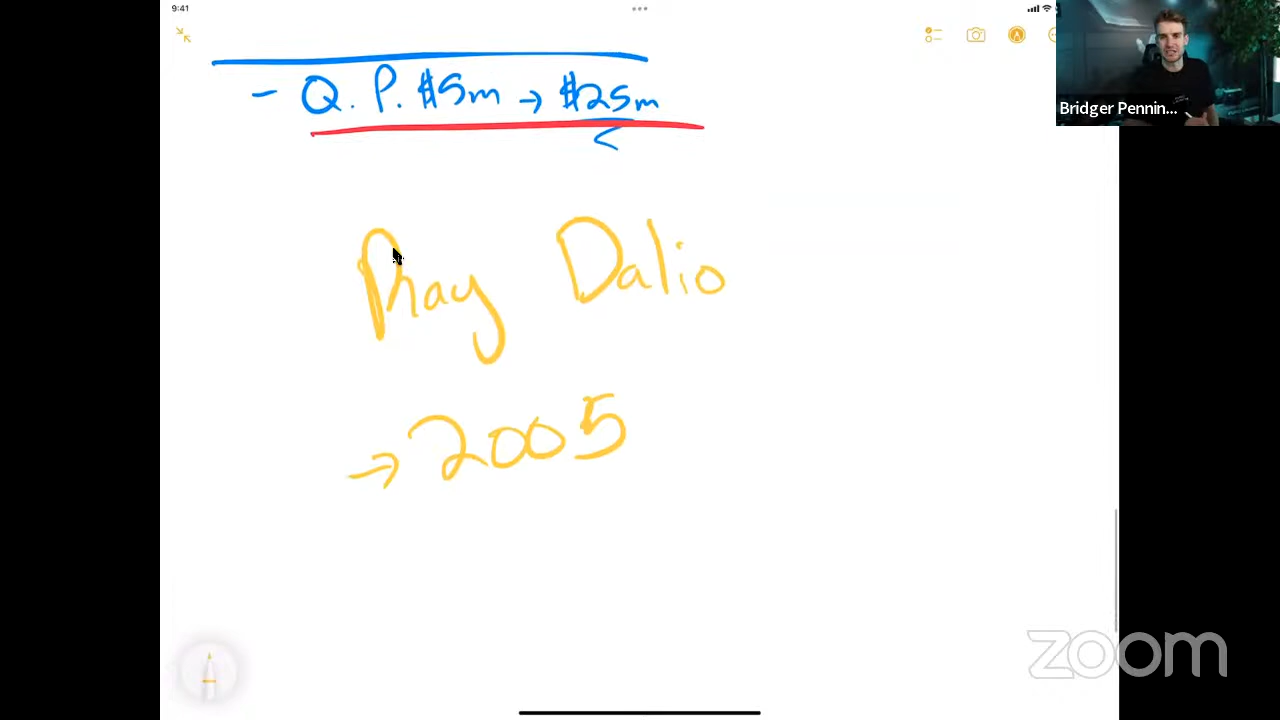 9:41
Bridger Pennin...
- Q. P. $5m → $25m
Ray Dalio
→ 2005
zoom